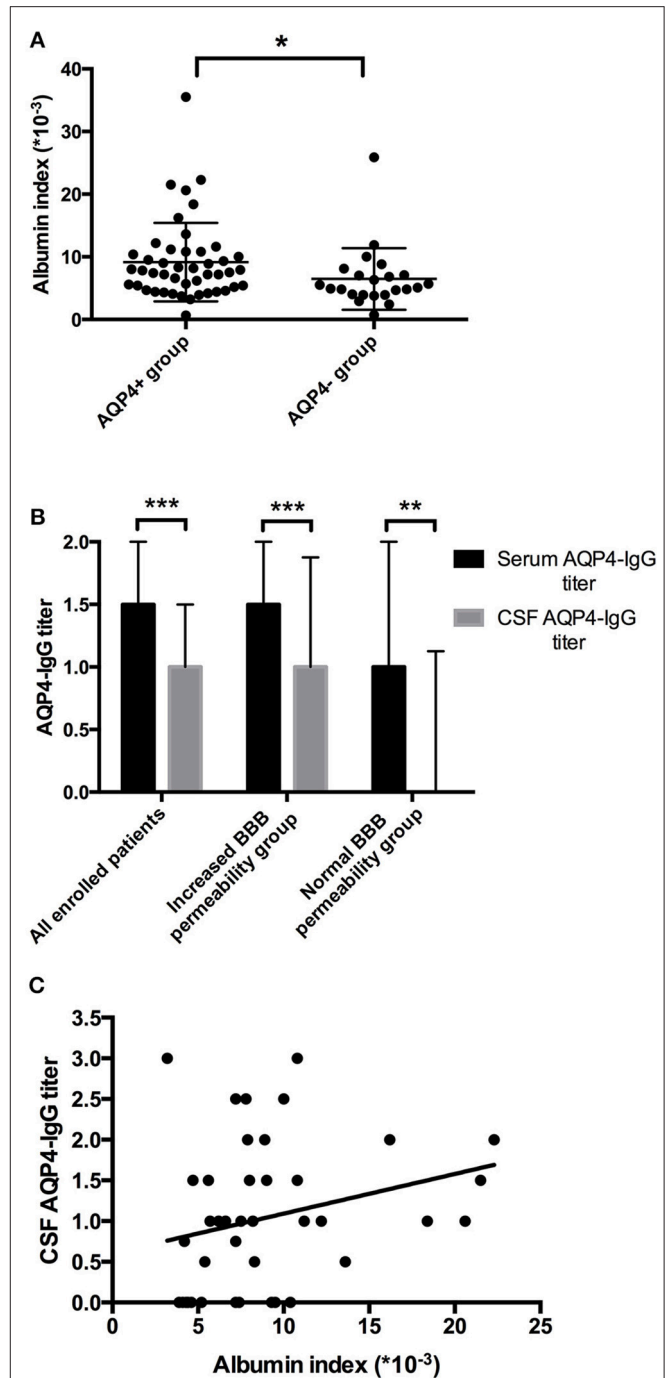 A
*
Albumin index (*10⁻³)
40
30
20
10
0
AQP4+ group
AQP4- group
B
***
***
**
AQP4-IgG titer
2.0
1.5
1.0
0.5
0.0
Serum AQP4-IgG
titer
CSF AQP4-IgG
titer
All enrolled patients
Increased BBB
permeability group
Normal BBB
permeability group
C
CSF AQP4-IgG titer
3.5
3.0
2.5
2.0
1.5
1.0
0.5
0.0
0 5 10 15 20 25
Albumin index (*10⁻³)